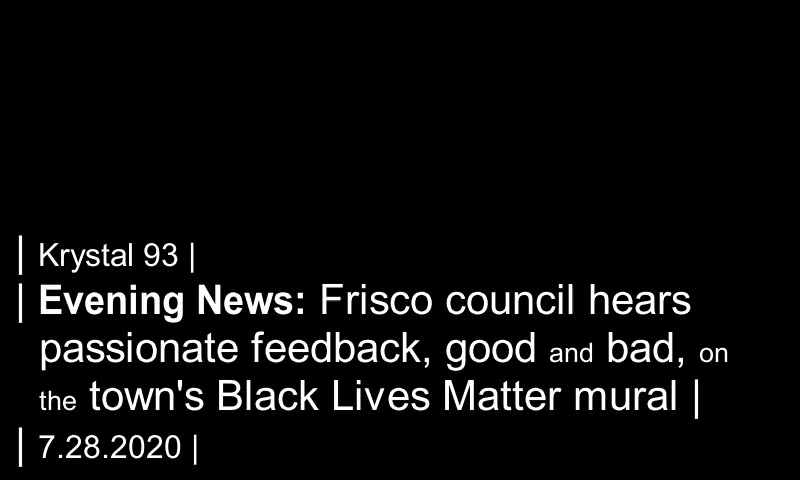 | Krystal 93 |
| Evening News: Frisco council hears
passionate feedback, good and bad, on
the town's Black Lives Matter mural |
| 7.28.2020 |